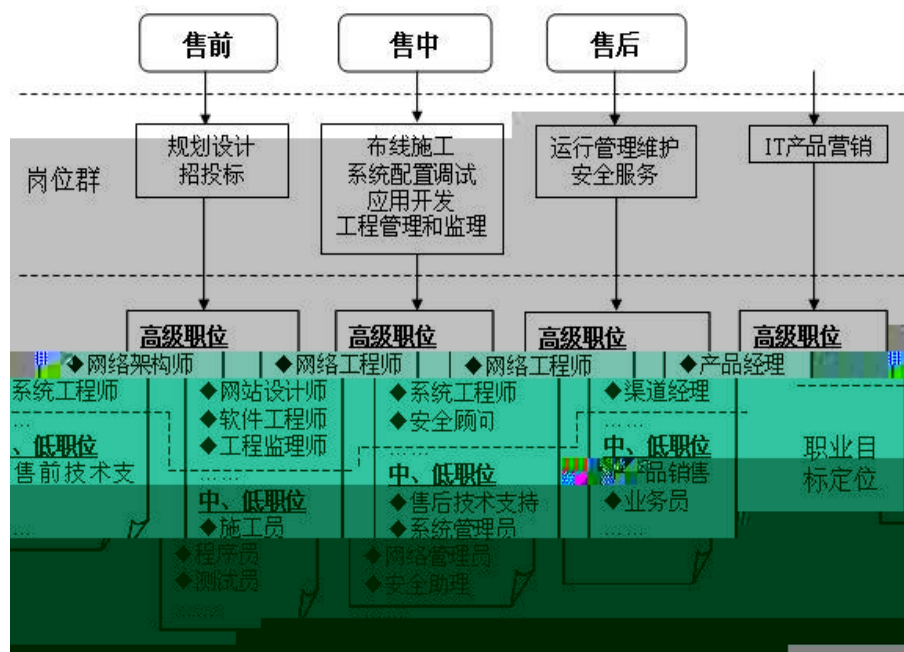 售前
售中
售后
规划设计
招投标
布线施工
系统配置调试
应用开发
工程管理和监理
运行管理维护
安全服务
IT产品营销
岗位群
高级职位
高级职位
高级职位
高级职位
◆网络架构师
◆网络工程师
◆网络工程师
◆产品经理
系统工程师
……
、低职位
售前技术支
……
◆网站设计师
◆软件工程师
◆工程监理师
……
中、低职位
◆施工员
◆程序员
◆测试员
……
◆系统工程师
◆安全顾问
……
中、低职位
◆售后技术支持
◆系统管理员
◆网络管理员
◆安全助理
◆渠道经理
……
中、低职位
品销售
◆业务员
……
职业目
标定位